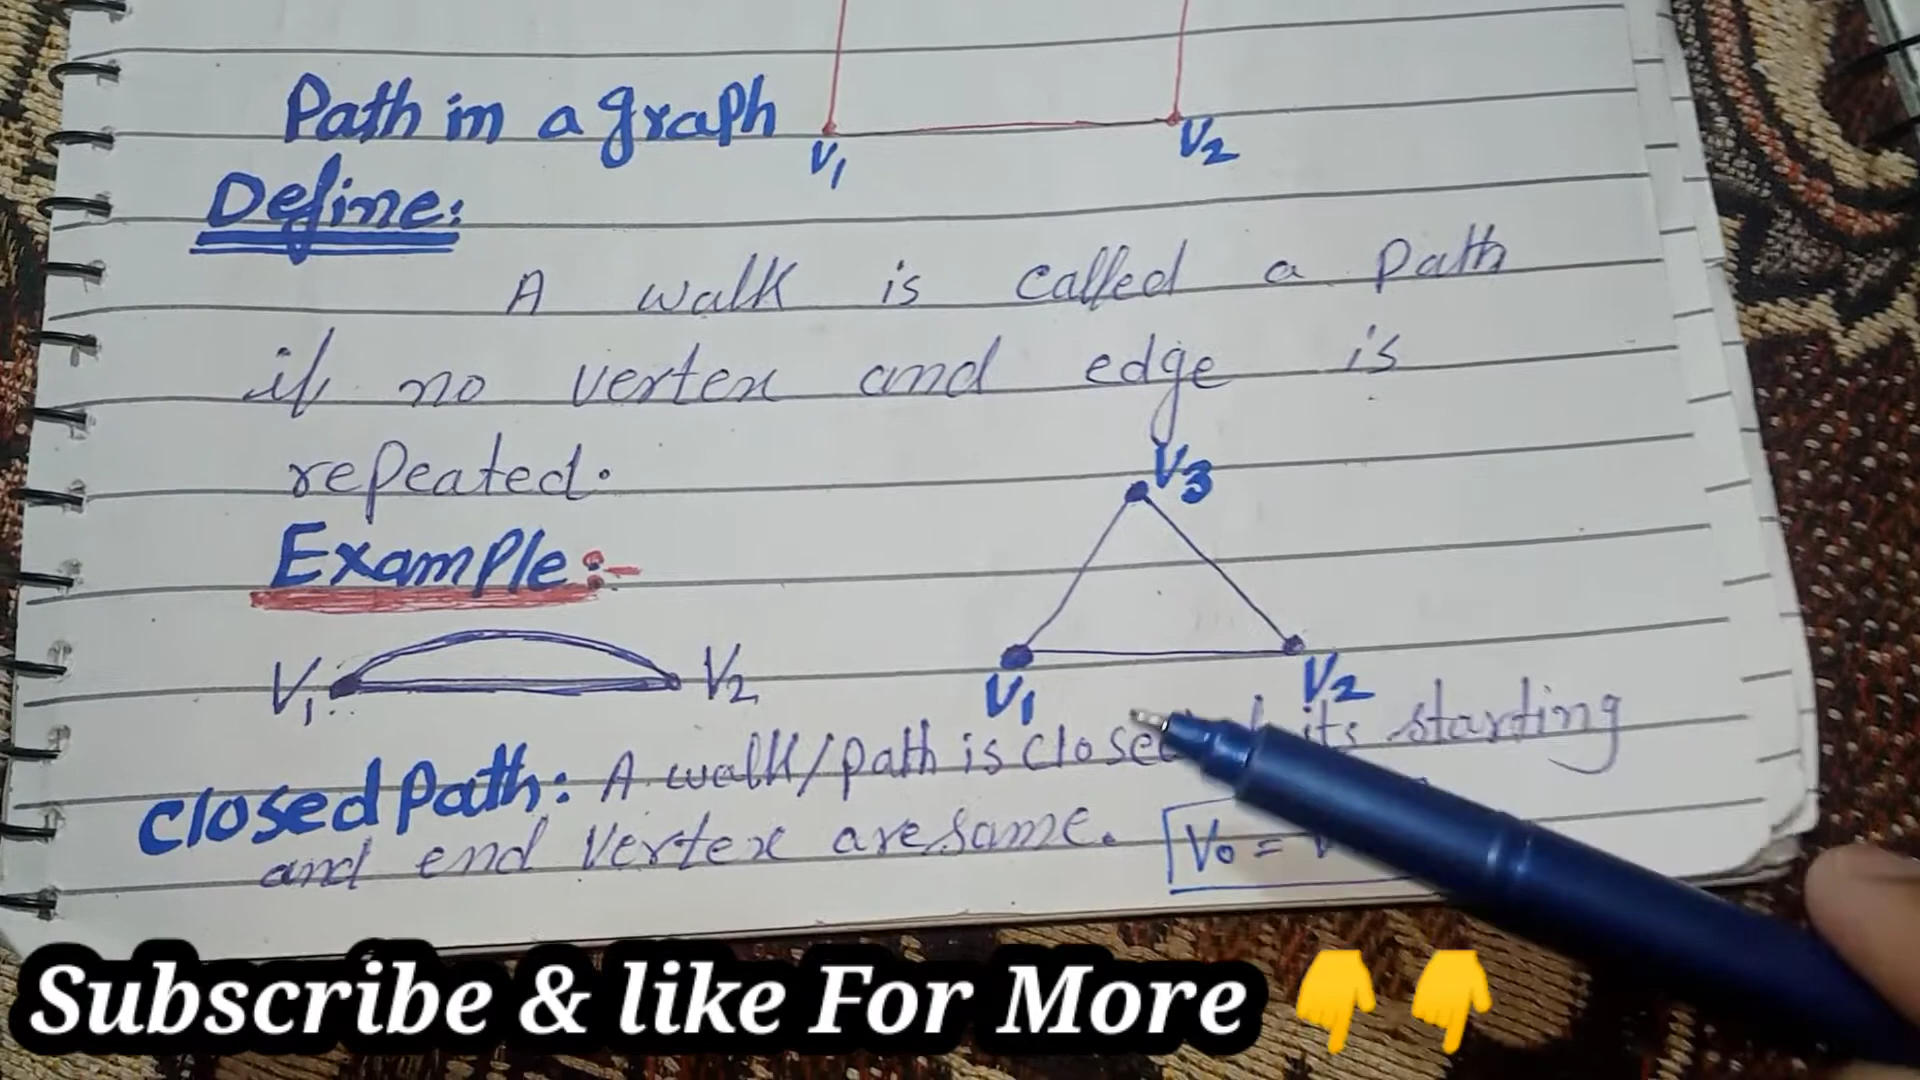 Path in a graph
V1
V2
Define:
A walk is called a path
if no vertex and edge is
repeated.
V3
Example:-
V1
V2
V1
V2
Closed Path: A walk/path is closed its starting
and end vertex are same. V0 =
Subscribe & like For More 👇👇